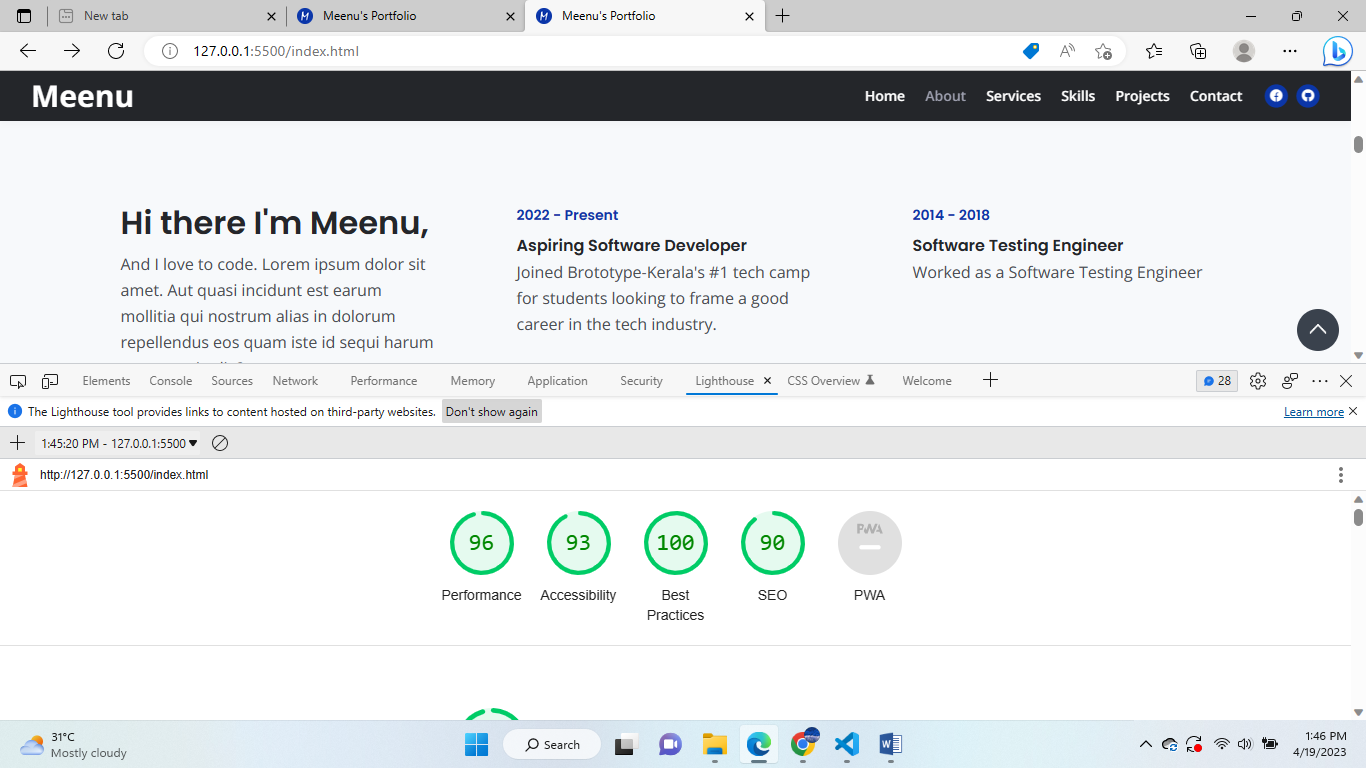 New tab
Meenu's Portfolio
Meenu's Portfolio
127.0.0.1:5500/index.html
Meenu
Home About Services Skills Projects Contact
Hi there I'm Meenu,
And I love to code. Lorem ipsum dolor sit
amet. Aut quasi incidunt est earum
mollitia qui nostrum alias in dolorum
repellendus eos quam iste id sequi harum
2022 - Present
Aspiring Software Developer
Joined Brototype-Kerala's #1 tech camp
for students looking to frame a good
career in the tech industry.
2014 - 2018
Software Testing Engineer
Worked as a Software Testing Engineer
Elements Console Sources Network Performance Memory Application Security Lighthouse CSS Overview Welcome 28
The Lighthouse tool provides links to content hosted on third-party websites. Don't show again Learn more
1:45:20 PM - 127.0.0.1:5500
http://127.0.0.1:5500/index.html
96 93 100 90 PWA
Performance Accessibility Best Practices SEO PWA
31°C
Mostly cloudy
Search
1:46 PM
4/19/2023